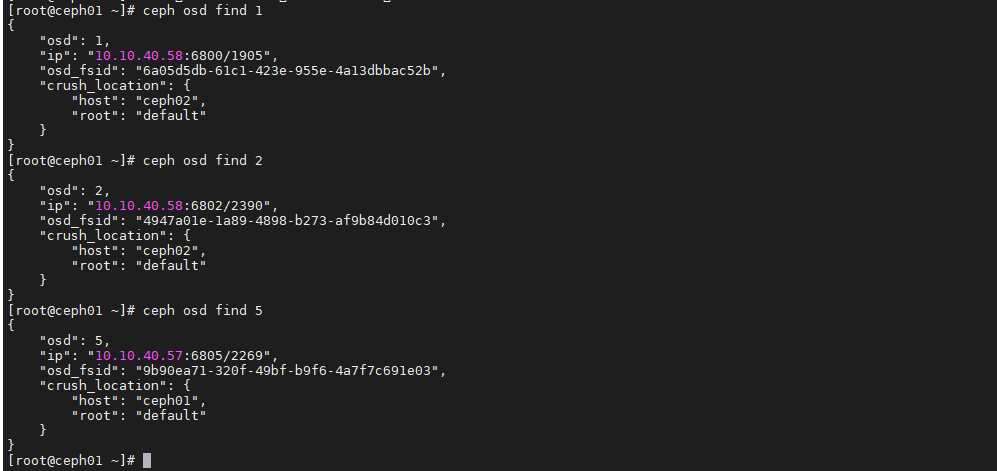 [root@ceph01 ~]# ceph osd find 1
{
    "osd": 1,
    "ip": "10.10.40.58:6800/1905",
    "osd_fsid": "6a05d5db-61c1-423e-955e-4a13dbbac52b",
    "crush_location": {
        "host": "ceph02",
        "root": "default"
    }
}
[root@ceph01 ~]# ceph osd find 2
{
    "osd": 2,
    "ip": "10.10.40.58:6802/2390",
    "osd_fsid": "4947a01e-1a89-4898-b273-af9b84d010c3",
    "crush_location": {
        "host": "ceph02",
        "root": "default"
    }
}
[root@ceph01 ~]# ceph osd find 5
{
    "osd": 5,
    "ip": "10.10.40.57:6805/2269",
    "osd_fsid": "9b90ea71-320f-49bf-b9f6-4a7f7c691e03",
    "crush_location": {
        "host": "ceph01",
        "root": "default"
    }
}
[root@ceph01 ~]#